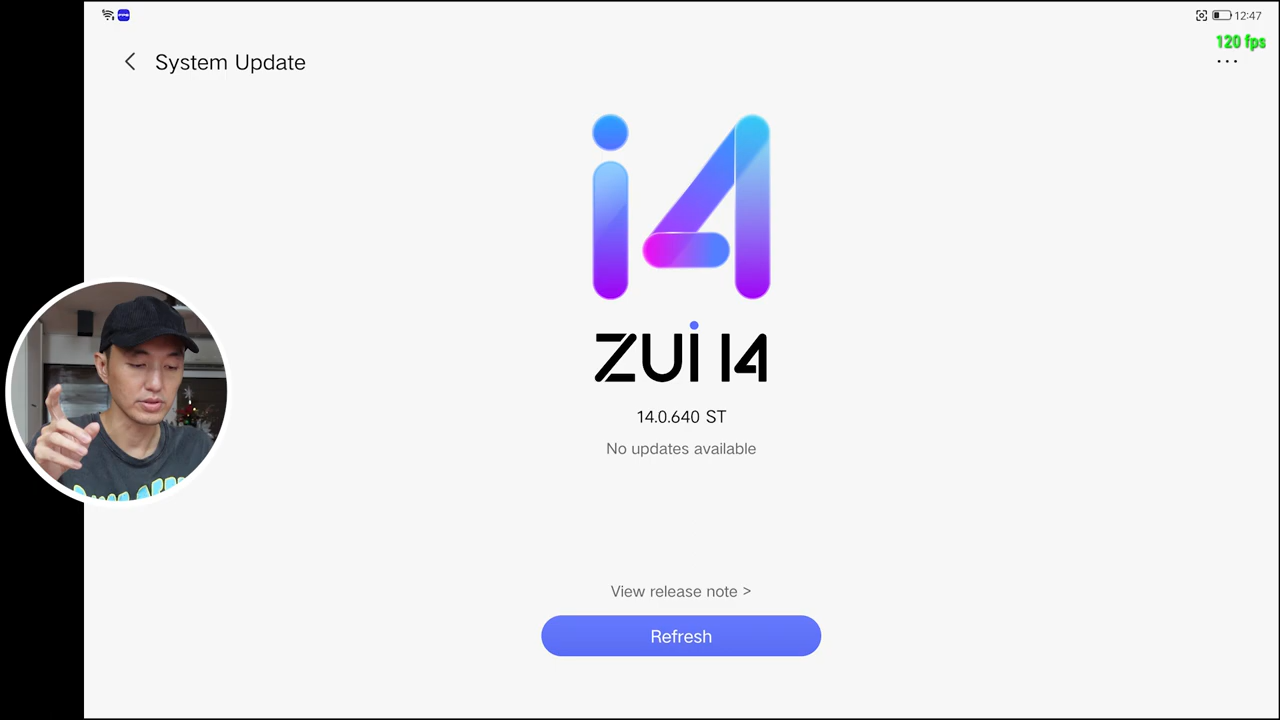 12:47
120 fps
System Update
i4
ZUi 14
14.0.640 ST
No updates available
View release note >
Refresh